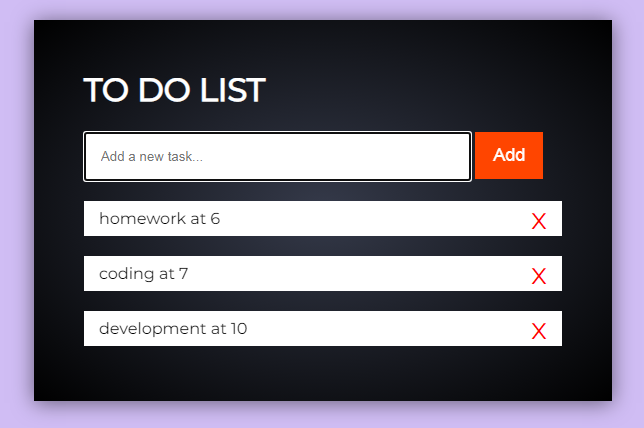 TO DO LIST
Add a new task...
Add
homework at 6
X
coding at 7
X
development at 10
X